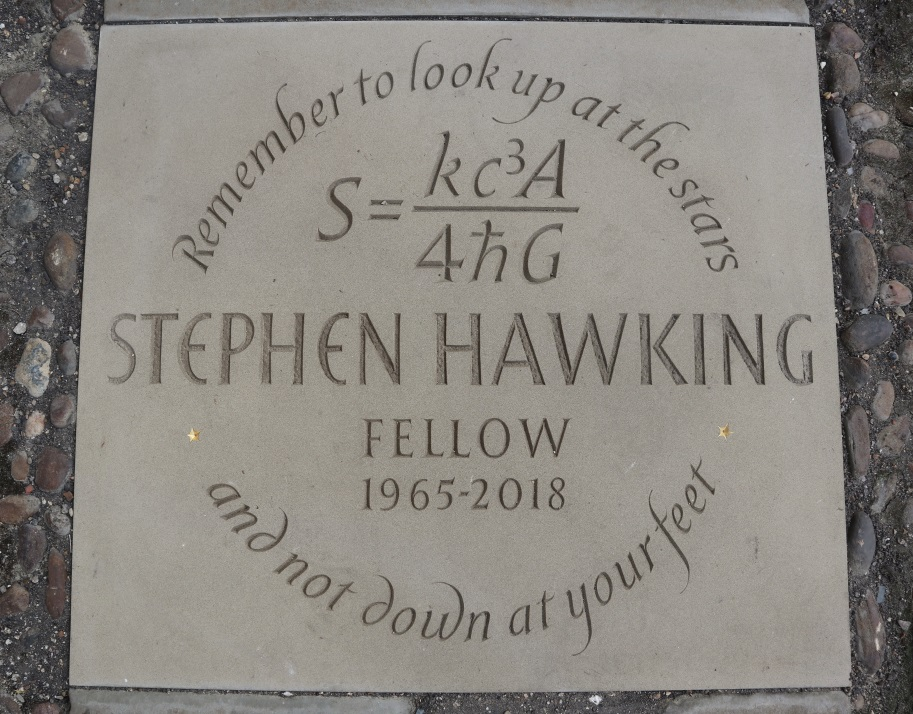 Remember to look up at the stars
S = kc³A / 4ħG
STEPHEN HAWKING
FELLOW
1965-2018
and not down at your feet